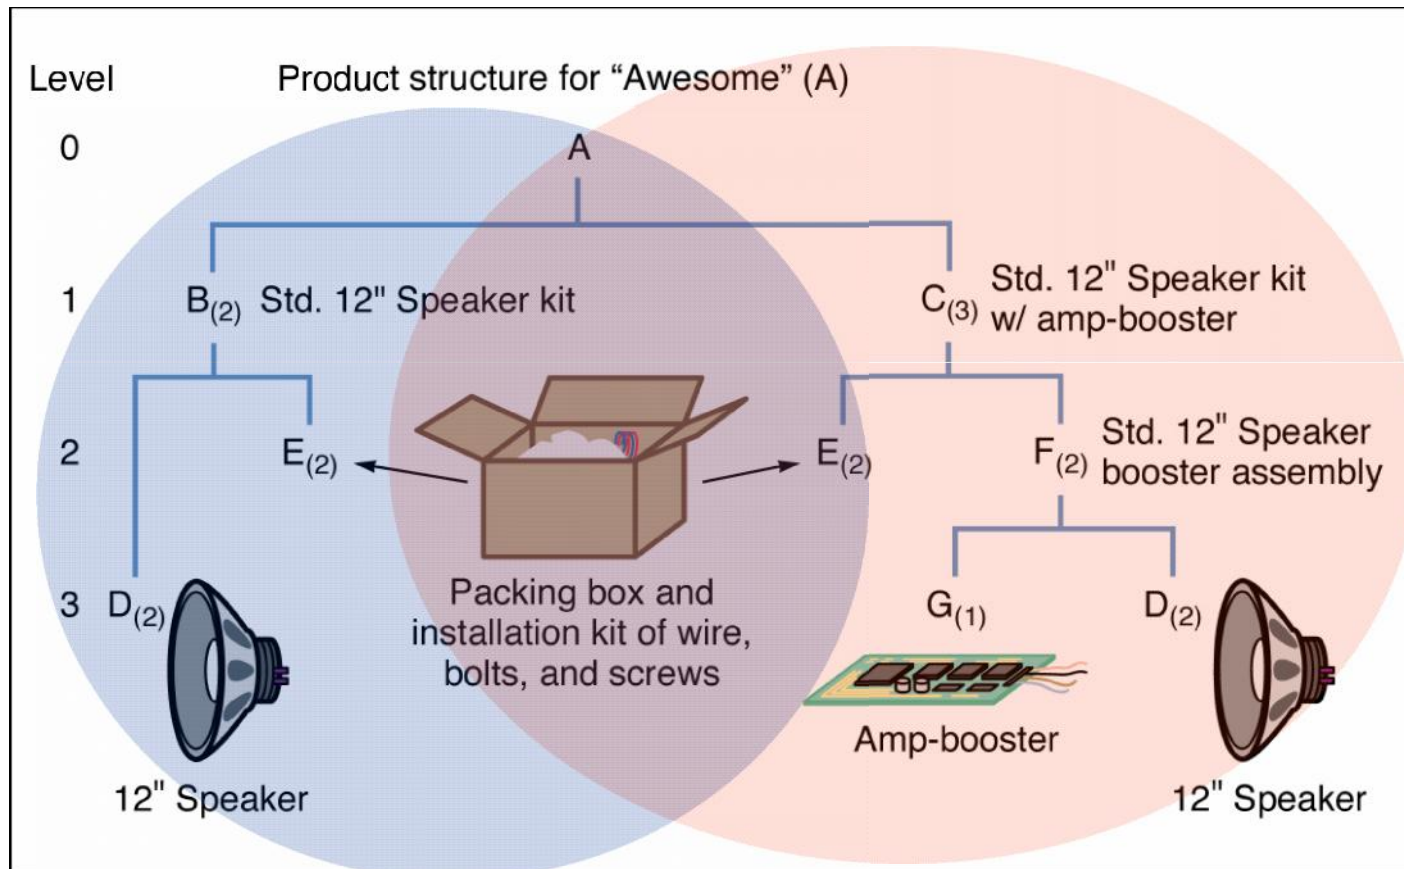 Level Product structure for “Awesome” (A)
0 A
1 B(2) Std. 12" Speaker kit C(3) Std. 12" Speaker kit
w/ amp-booster
2 E(2) E(2) F(2) Std. 12" Speaker
booster assembly
Packing box and
installation kit of wire,
bolts, and screws
3 D(2) G(1) D(2)
12" Speaker
Amp-booster
12" Speaker